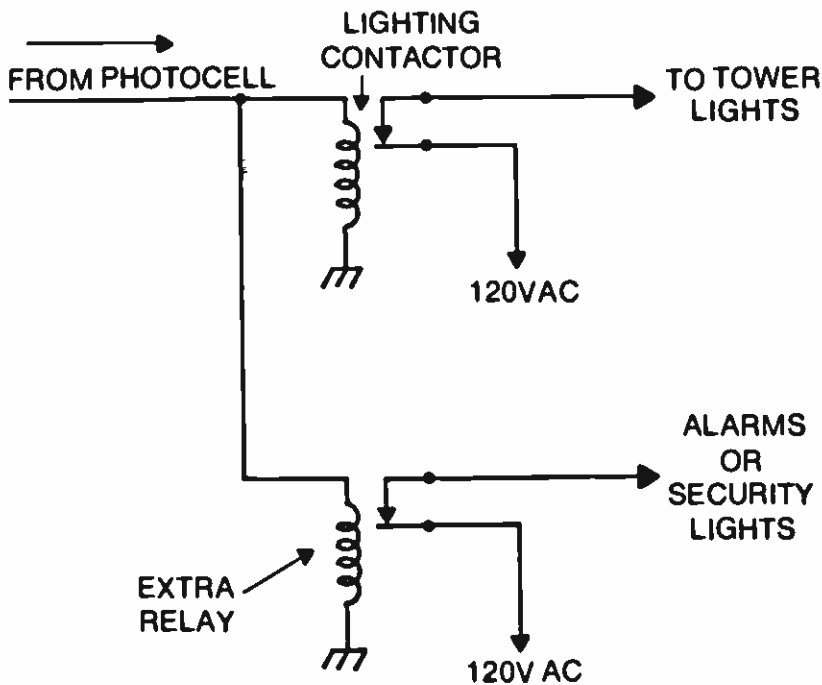 LIGHTING
CONTACTOR
FROM PHOTOCELL
TO TOWER
LIGHTS
120VAC
ALARMS
OR
SECURITY
LIGHTS
EXTRA
RELAY
120V AC